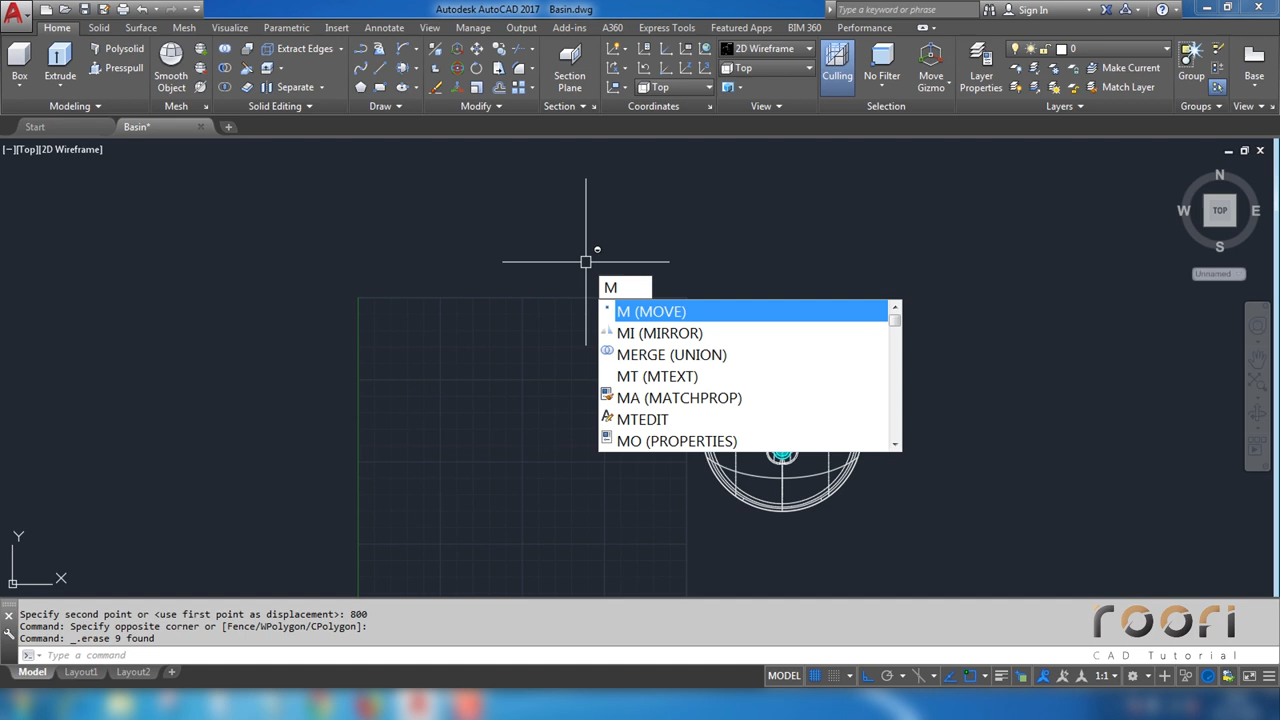 Autodesk AutoCAD 2017 Basin.dwg
Type a keyword or phrase
Sign In
Home Solid Surface Mesh Visualize Parametric Insert Annotate View Manage Output Add-ins A360 Express Tools Featured Apps BIM 360 Performance
Box
Extrude
Polysolid
Presspull
Smooth
Object
Extract Edges
Separate
Section
Plane
Top
2D Wireframe
Top
Culling
No Filter
Move
Gizmo
Layer
Properties
0
Make Current
Match Layer
Group
Base
Modeling
Mesh
Solid Editing
Draw
Modify
Section
Coordinates
View
Selection
Layers
Groups
View
Start
Basin*
[−][Top][2D Wireframe]
N
W
TOP
E
S
Unnamed
M
M (MOVE)
MI (MIRROR)
MERGE (UNION)
MT (MTEXT)
MA (MATCHPROP)
MTEDIT
MO (PROPERTIES)
Y
X
Specify second point or <use first point as displacement>: 800
Command: Specify opposite corner or [Fence/WPolygon/CPolygon]:
Command: _.erase 9 found
Type a command
roofi
CAD Tutorial
Model Layout1 Layout2
MODEL
1:1